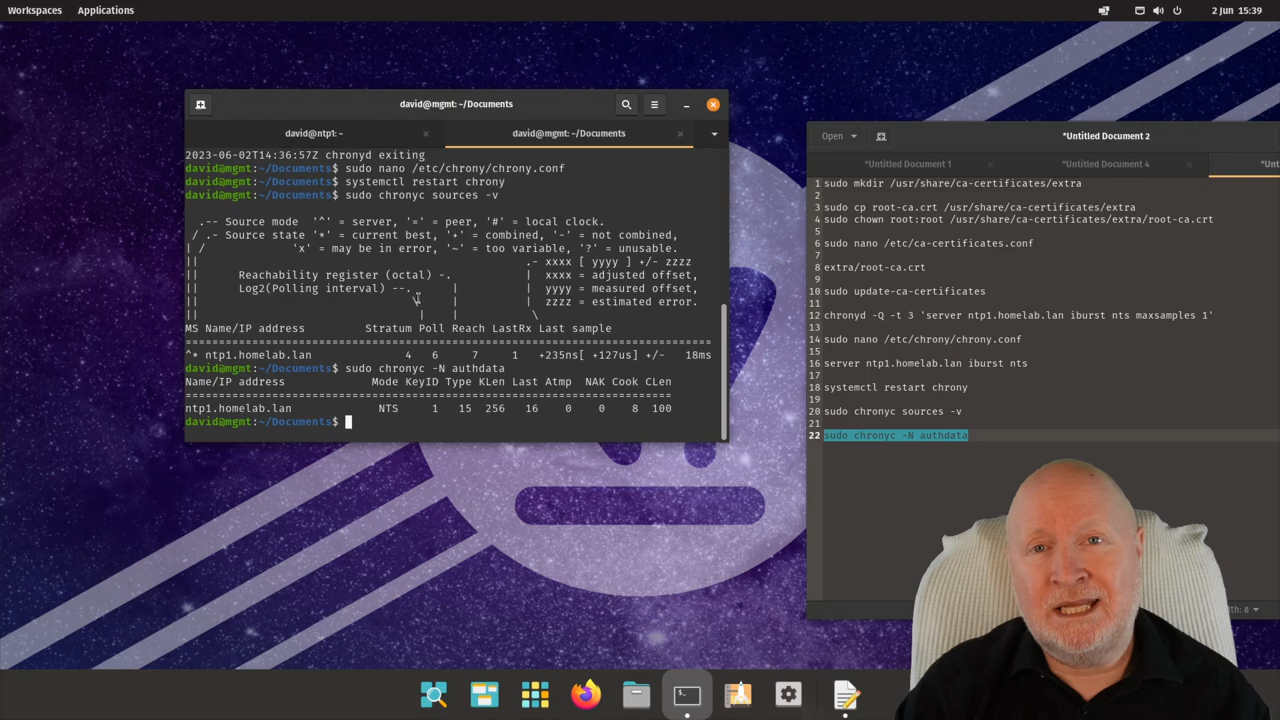 Workspaces Applications 2 Jun 15:39
david@mgmt: ~/Documents
david@ntp1: ~ × david@mgmt: ~/Documents ×
2023-06-02T14:36:57Z chronyd exiting
david@mgmt:~/Documents$ sudo nano /etc/chrony/chrony.conf
david@mgmt:~/Documents$ systemctl restart chrony
david@mgmt:~/Documents$ sudo chronyc sources -v
.-- Source mode '^' = server, '=' = peer, '#' = local clock.
/ .- Source state '*' = current best, '+' = combined, '-' = not combined,
| / 'x' = may be in error, '~' = too variable, '?' = unusable.
|| .- xxxx [ yyyy ] +/- zzzz
|| Reachability register (octal) -. | xxxx = adjusted offset,
|| Log2(Polling interval) --. | | yyyy = measured offset,
|| \ | | zzzz = estimated error.
|| | | \
MS Name/IP address Stratum Poll Reach LastRx Last sample
===============================================================================
^* ntp1.homelab.lan 4 6 7 1 +235ns[ +127us] +/- 18ms
david@mgmt:~/Documents$ sudo chronyc -N authdata
Name/IP address Mode KeyID Type KLen Last Atmp NAK Cook CLen
=========================================================================
ntp1.homelab.lan NTS 1 15 256 16 0 0 8 100
david@mgmt:~/Documents$
Open *Untitled Document 2
*Untitled Document 1 × *Untitled Document 4 × *Unt
1 sudo mkdir /usr/share/ca-certificates/extra
2
3 sudo cp root-ca.crt /usr/share/ca-certificates/extra
4 sudo chown root:root /usr/share/ca-certificates/extra/root-ca.crt
5
6 sudo nano /etc/ca-certificates.conf
7
8 extra/root-ca.crt
9
10 sudo update-ca-certificates
11
12 chronyd -Q -t 3 'server ntp1.homelab.lan iburst nts maxsamples 1'
13
14 sudo nano /etc/chrony/chrony.conf
15
16 server ntp1.homelab.lan iburst nts
17
18 systemctl restart chrony
19
20 sudo chronyc sources -v
21
22 sudo chronyc -N authdata
th: 8